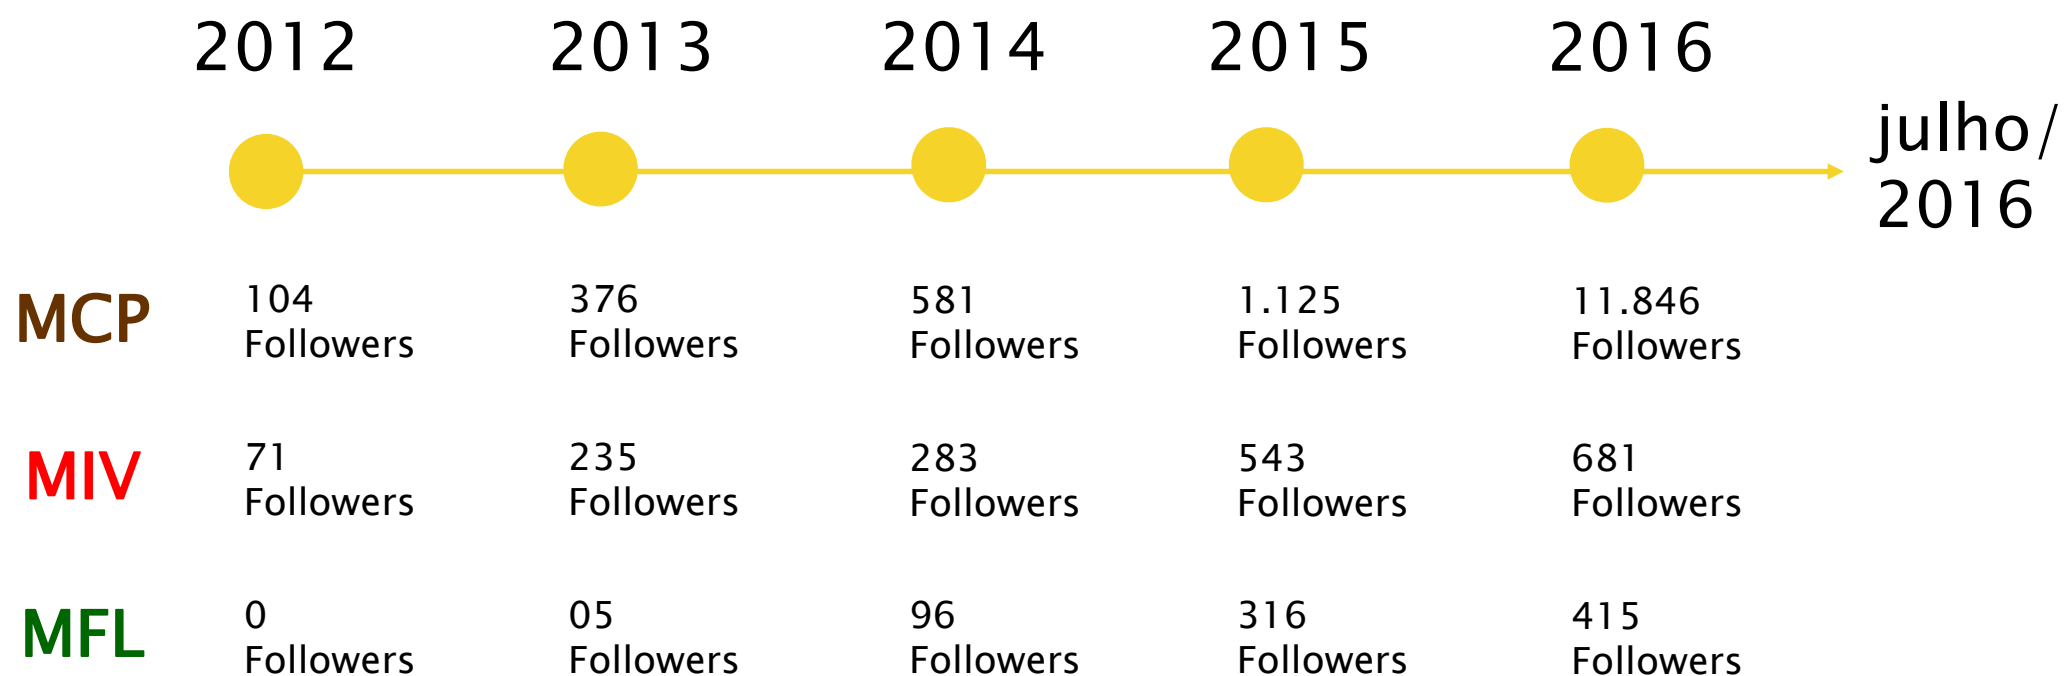 2012 2013 2014 2015 2016
julho/
2016
MCP
104 376 581 1.125 11.846
Followers Followers Followers Followers Followers
MIV
71 235 283 543 681
Followers Followers Followers Followers Followers
MFL
0 05 96 316 415
Followers Followers Followers Followers Followers